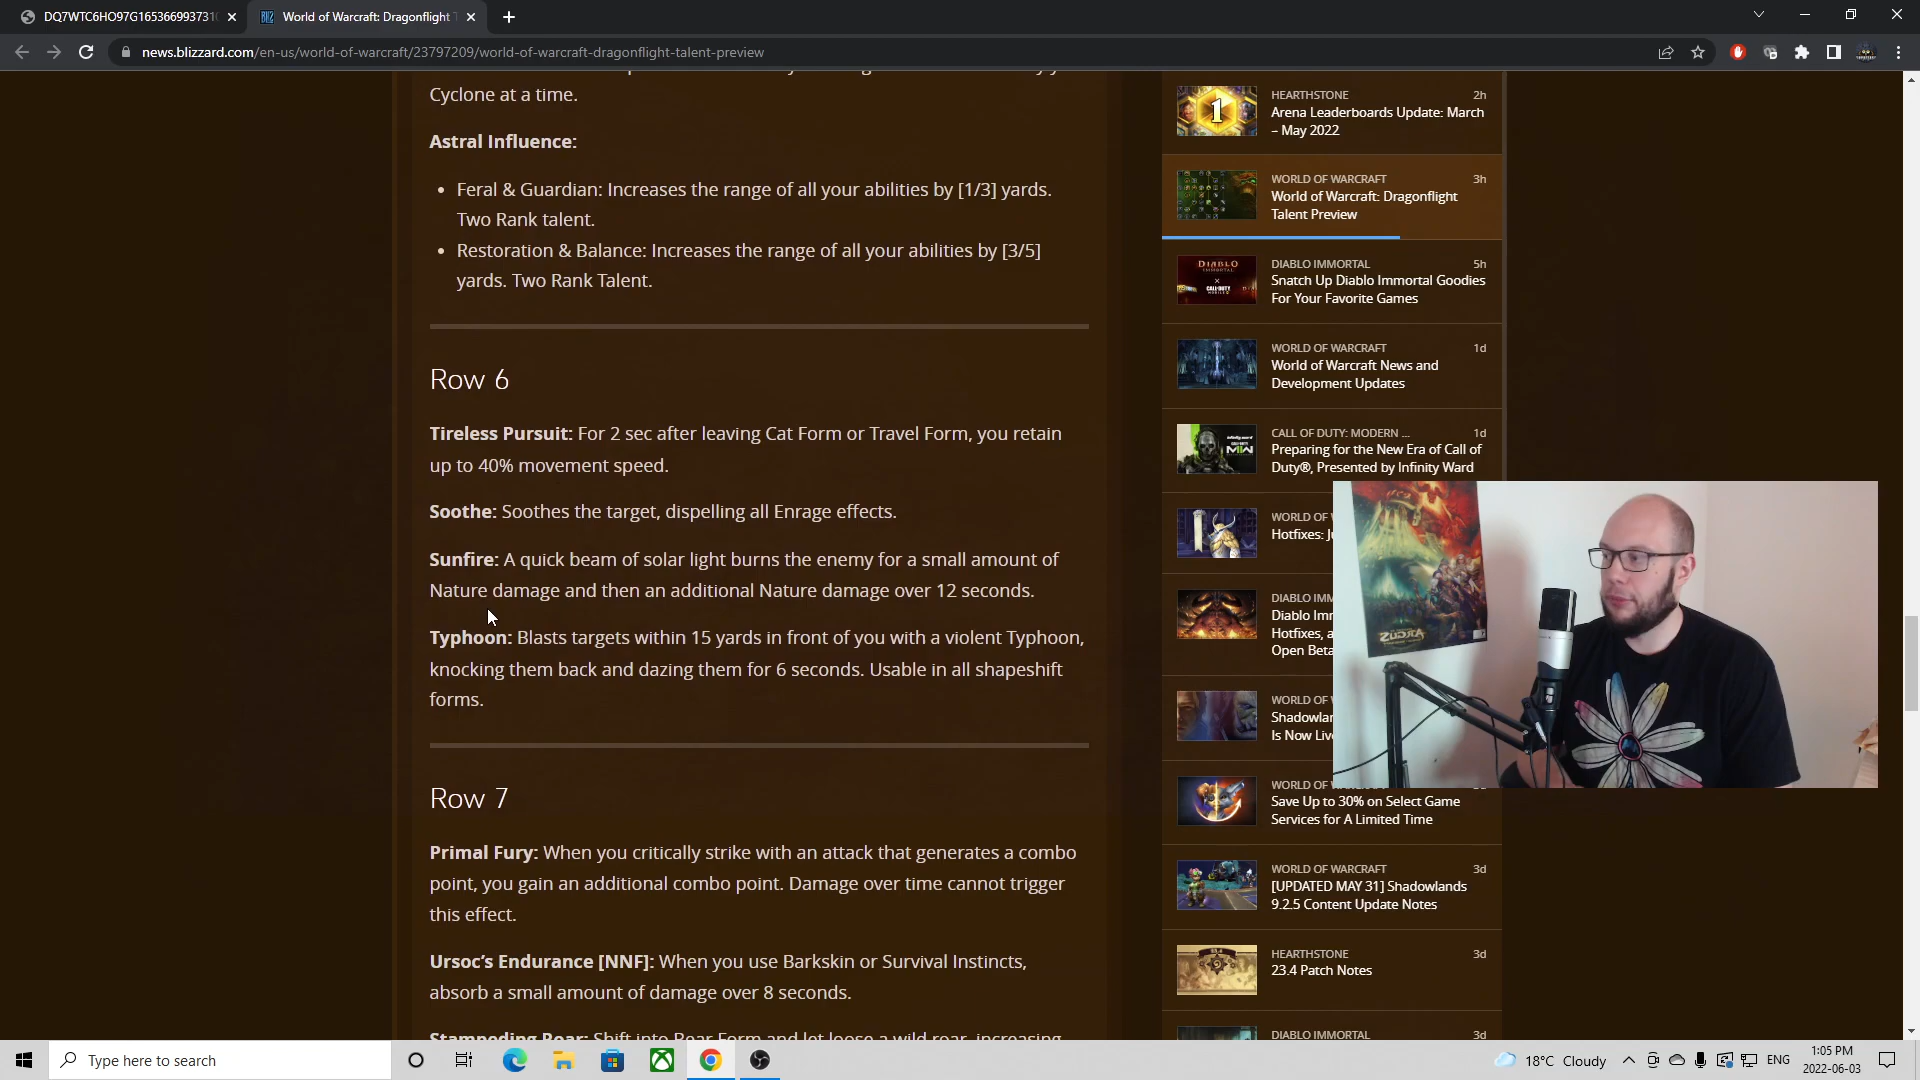 DQ7WTC6HO97G1653669937310
World of Warcraft: Dragonflight T
news.blizzard.com/en-us/world-of-warcraft/23797209/world-of-warcraft-dragonflight-talent-preview
Cyclone at a time.
Astral Influence:
• Feral & Guardian: Increases the range of all your abilities by [1/3] yards.
Two Rank talent.
• Restoration & Balance: Increases the range of all your abilities by [3/5]
yards. Two Rank Talent.
Row 6
Tireless Pursuit: For 2 sec after leaving Cat Form or Travel Form, you retain
up to 40% movement speed.
Soothe: Soothes the target, dispelling all Enrage effects.
Sunfire: A quick beam of solar light burns the enemy for a small amount of
Nature damage and then an additional Nature damage over 12 seconds.
Typhoon: Blasts targets within 15 yards in front of you with a violent Typhoon,
knocking them back and dazing them for 6 seconds. Usable in all shapeshift
forms.
Row 7
Primal Fury: When you critically strike with an attack that generates a combo
point, you gain an additional combo point. Damage over time cannot trigger
this effect.
Ursoc's Endurance [NNF]: When you use Barkskin or Survival Instincts,
absorb a small amount of damage over 8 seconds.
Stampeding Roar: Shift into Bear Form and let loose a wild roar, increasing
HEARTHSTONE 2h
Arena Leaderboards Update: March
– May 2022
WORLD OF WARCRAFT 3h
World of Warcraft: Dragonflight
Talent Preview
DIABLO IMMORTAL 5h
Snatch Up Diablo Immortal Goodies
For Your Favorite Games
WORLD OF WARCRAFT 1d
World of Warcraft News and
Development Updates
CALL OF DUTY: MODERN ... 1d
Preparing for the New Era of Call of
Duty®, Presented by Infinity Ward
WORLD OF
Hotfixes:
DIABLO IM
Diablo Im
Hotfixes, a
Open Beta
WORLD OF
Shadowlan
Is Now Liv
WORLD OF
Save Up to 30% on Select Game
Services for A Limited Time
WORLD OF WARCRAFT 3d
[UPDATED MAY 31] Shadowlands
9.2.5 Content Update Notes
HEARTHSTONE 3d
23.4 Patch Notes
DIABLO IMMORTAL 3d
Type here to search
18°C Cloudy
ENG
1:05 PM
2022-06-03